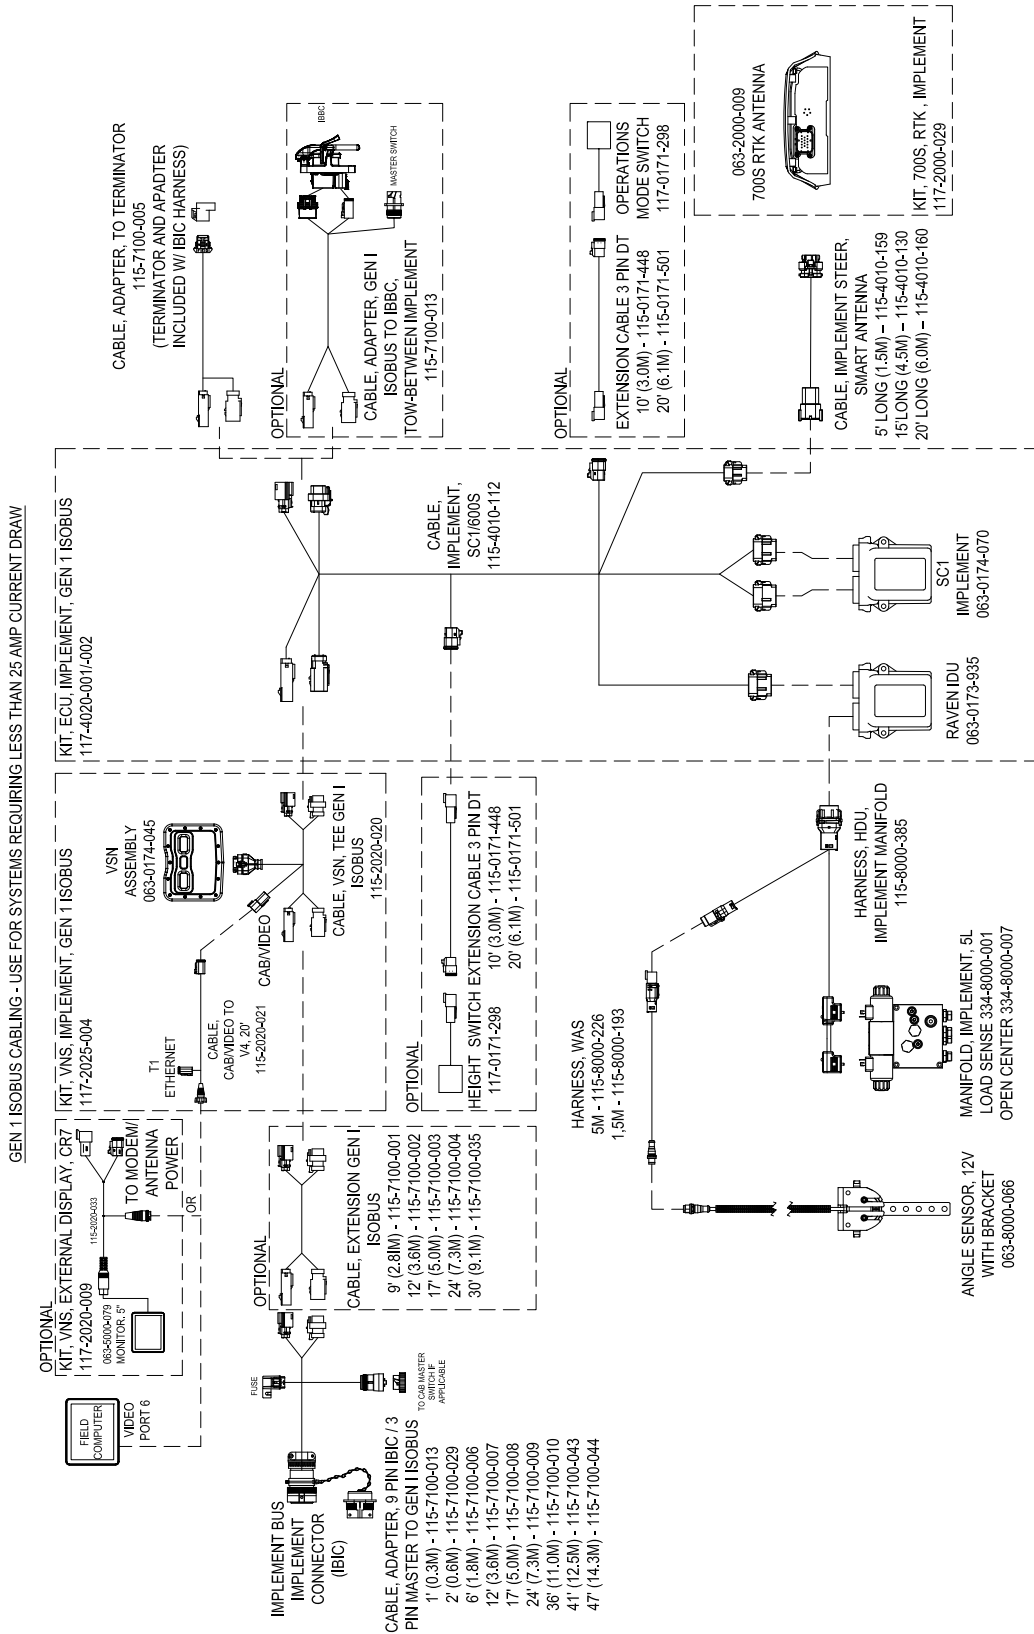 GEN 1 ISOBUS CABLING - USE FOR SYSTEMS REQUIRING LESS THAN 25 AMP CURRENT DRAW
FIELD
COMPUTER
VIDEO
PORT 6
OPTIONAL
KIT, VNS, EXTERNAL DISPLAY, CR7
117-2020-009
063-5000-079
MONITOR. 5"
115-2020-033
TO MODEM/
ANTENNA
POWER
OR
KIT, VNS, IMPLEMENT, GEN 1 ISOBUS
117-2025-004
T1
ETHERNET
CABLE,
CAB/VIDEO TO
V4, 20'
115-2020-021
CAB/VIDEO
VSN
ASSEMBLY
063-0174-045
CABLE, VSN, TEE GEN I
ISOBUS
115-2020-020
KIT, ECU, IMPLEMENT, GEN 1 ISOBUS
117-4020-001/-002
CABLE, ADAPTER, TO TERMINATOR
115-7100-005
(TERMINATOR AND APADTER
INCLUDED W/ IBIC HARNESS)
IMPLEMENT BUS
IMPLEMENT
CONNECTOR
(IBIC)
FUSE
TO CAB MASTER
SWITCH IF
APPLICABLE
CABLE, ADAPTER, 9 PIN IBIC / 3
PIN MASTER TO GEN I ISOBUS
1' (0.3M) - 115-7100-013
2' (0.6M) - 115-7100-029
6' (1.8M) - 115-7100-006
12' (3.6M) - 115-7100-007
17' (5.0M) - 115-7100-008
24' (7.3M) - 115-7100-009
36' (11.0M) - 115-7100-010
41' (12.5M) - 115-7100-043
47' (14.3M) - 115-7100-044
OPTIONAL
CABLE, EXTENSION GEN I
ISOBUS
9' (2.8IM) - 115-7100-001
12' (3.6M) - 115-7100-002
17' (5.0M) - 115-7100-003
24' (7.3M) - 115-7100-004
30' (9.1M) - 115-7100-035
OPTIONAL
HEIGHT SWITCH
117-0171-298
EXTENSION CABLE 3 PIN DT
10' (3.0M) - 115-0171-448
20' (6.1M) - 115-0171-501
CABLE,
IMPLEMENT,
SC1/600S
115-4010-112
OPTIONAL
IBBC
MASTER SWITCH
CABLE, ADAPTER, GEN I
ISOBUS TO IBBC,
TOW-BETWEEN IMPLEMENT
115-7100-013
OPTIONAL
EXTENSION CABLE 3 PIN DT
10' (3.0M) - 115-0171-448
20' (6.1M) - 115-0171-501
OPERATIONS
MODE SWITCH
117-0171-298
063-2000-009
700S RTK ANTENNA
KIT, 700S, RTK , IMPLEMENT
117-2000-029
CABLE, IMPLEMENT STEER,
SMART ANTENNA
5' LONG (1.5M) – 115-4010-159
15'LONG (4.5M) – 115-4010-130
20' LONG (6.0M) – 115-4010-160
HARNESS, WAS
5M - 115-8000-226
1,5M - 115-8000-193
HARNESS, HDU,
IMPLEMENT MANIFOLD
115-8000-385
RAVEN IDU
063-0173-935
SC1
IMPLEMENT
063-0174-070
ANGLE SENSOR, 12V
WITH BRACKET
063-8000-066
MANIFOLD, IMPLEMENT, 5L
LOAD SENSE 334-8000-001
OPEN CENTER 334-8000-007